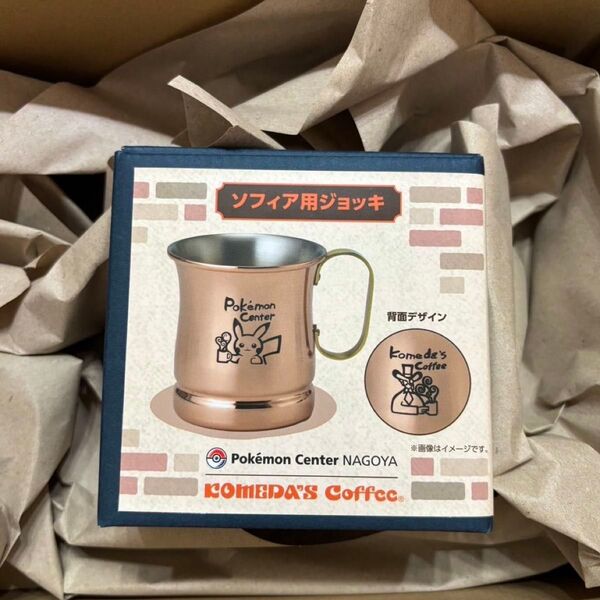 ソフィア用ジョッキ
Pokémon
Center
背面デザイン
Komeda's
Coffee
※画像はイメージです。
Pokémon Center NAGOYA
KOMEDA'S Coffee®